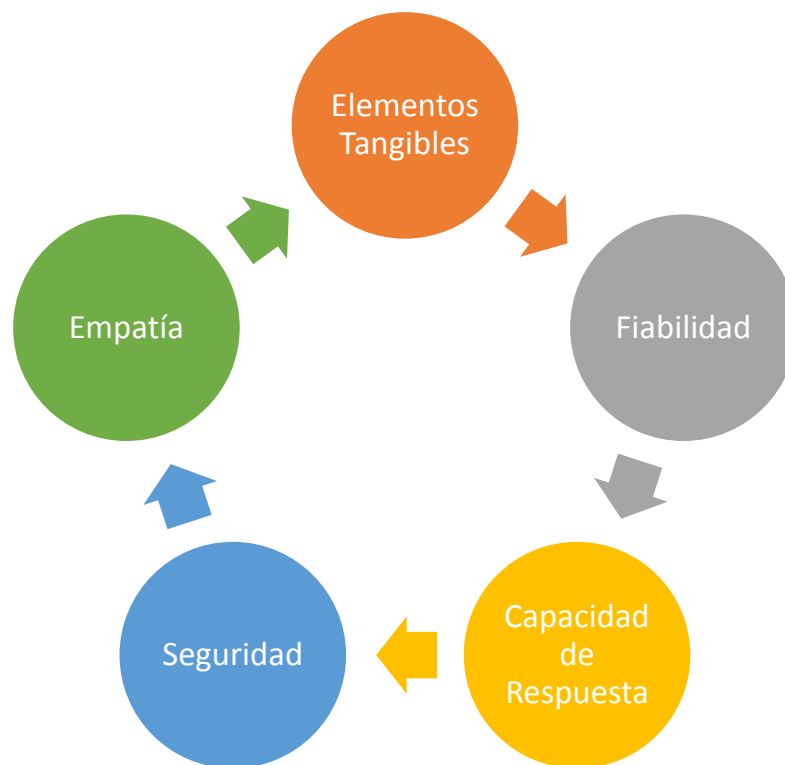 Elementos
Tangibles
Fiabilidad
Capacidad
de
Respuesta
Seguridad
Empatía